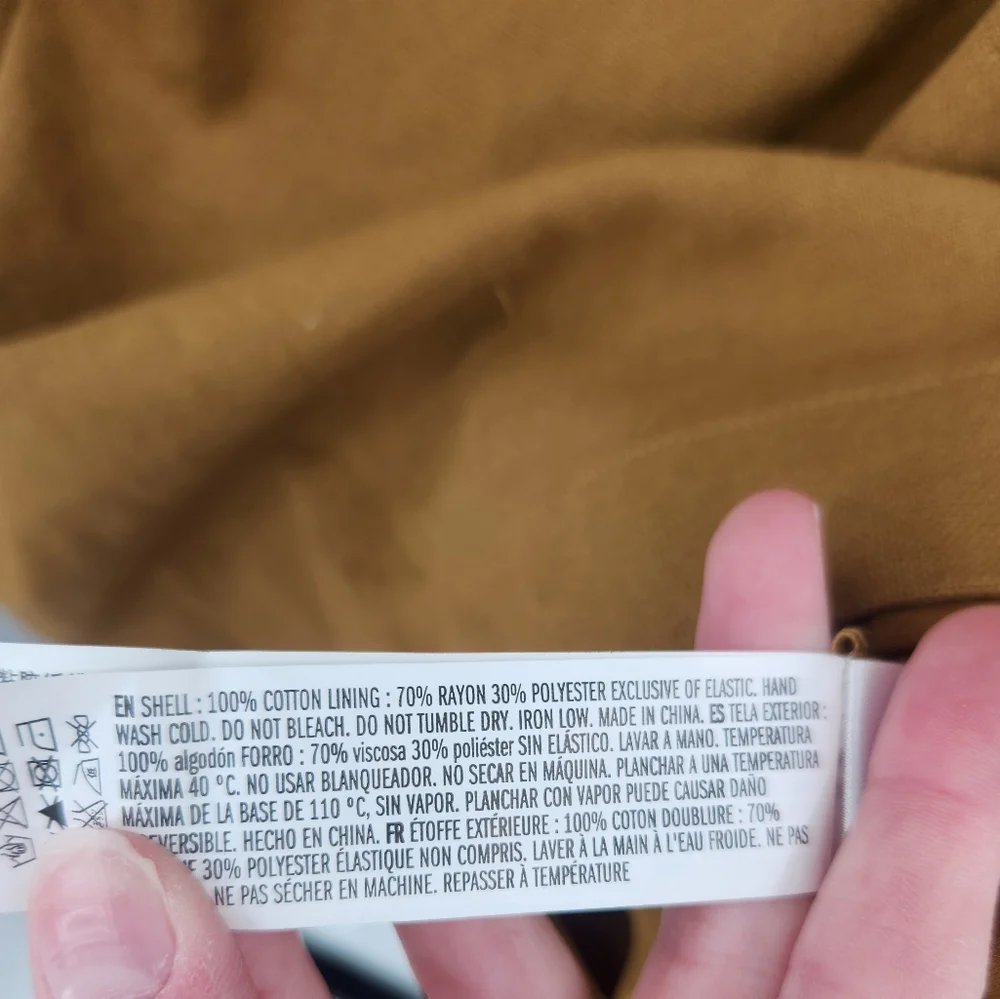 EN SHELL : 100% COTTON LINING : 70% RAYON 30% POLYESTER EXCLUSIVE OF ELASTIC. HAND
WASH COLD. DO NOT BLEACH. DO NOT TUMBLE DRY. IRON LOW. MADE IN CHINA. ES TELA EXTERIOR :
100% algodón FORRO : 70% viscosa 30% poliéster SIN ELÁSTICO. LAVAR A MANO. TEMPERATURA
MÁXIMA 40 °C. NO USAR BLANQUEADOR. NO SECAR EN MÁQUINA. PLANCHAR A UNA TEMPERATURA
MÁXIMA DE LA BASE DE 110 °C, SIN VAPOR. PLANCHAR CON VAPOR PUEDE CAUSAR DAÑO
EVERSIBLE. HECHO EN CHINA. FR ÉTOFFE EXTÉRIEURE : 100% COTON DOUBLURE : 70%
30% POLYESTER ÉLASTIQUE NON COMPRIS. LAVER À LA MAIN À L'EAU FROIDE. NE PAS
NE PAS SÉCHER EN MACHINE. REPASSER À TEMPÉRATURE